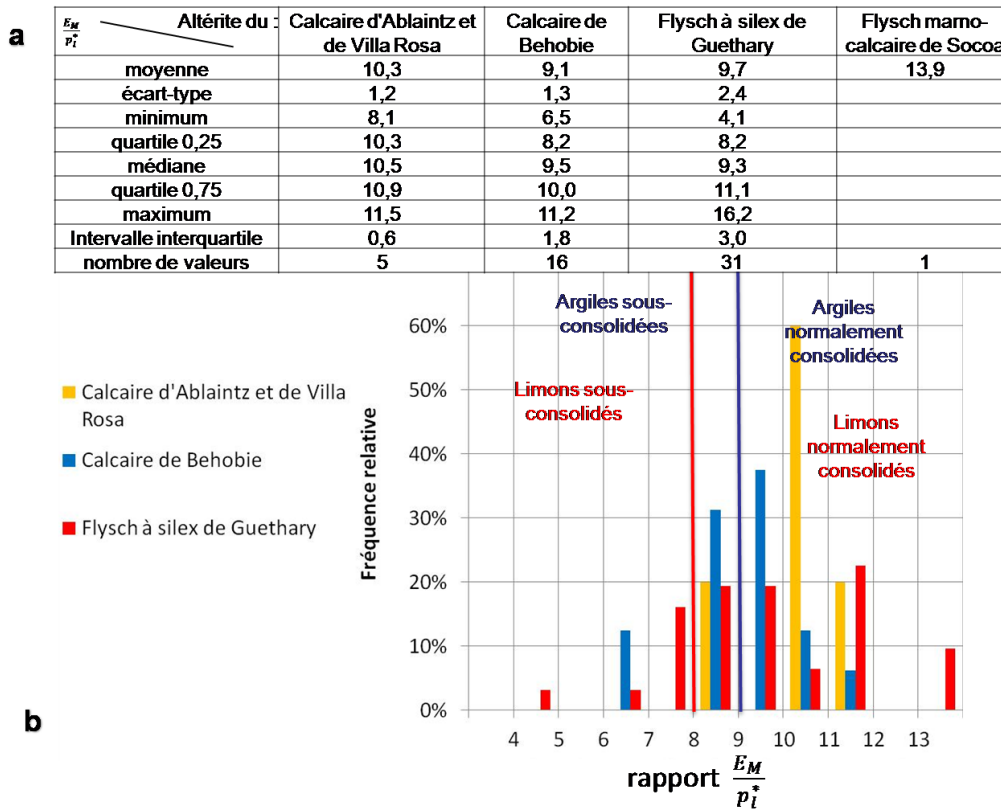 a
E_M / p_l^* Altérite du : Calcaire d'Ablaintz et de Villa Rosa Calcaire de Behobie Flysch à silex de Guethary Flysch marno-calcaire de Socoa
moyenne 10,3 9,1 9,7 13,9
écart-type 1,2 1,3 2,4
minimum 8,1 6,5 4,1
quartile 0,25 10,3 8,2 8,2
médiane 10,5 9,5 9,3
quartile 0,75 10,9 10,0 11,1
maximum 11,5 11,2 16,2
Intervalle interquartile 0,6 1,8 3,0
nombre de valeurs 5 16 31 1
b
Calcaire d'Ablaintz et de Villa
Rosa
Calcaire de Behobie
Flysch à silex de Guethary
Fréquence relative
60%
50%
40%
30%
20%
10%
0%
Argiles sous-
consolidées
Limons sous-
consolidés
Argiles
normalement
consolidées
Limons
normalement
consolidés
4 5 6 7 8 9 10 11 12 13
rapport E_M / p_l^*